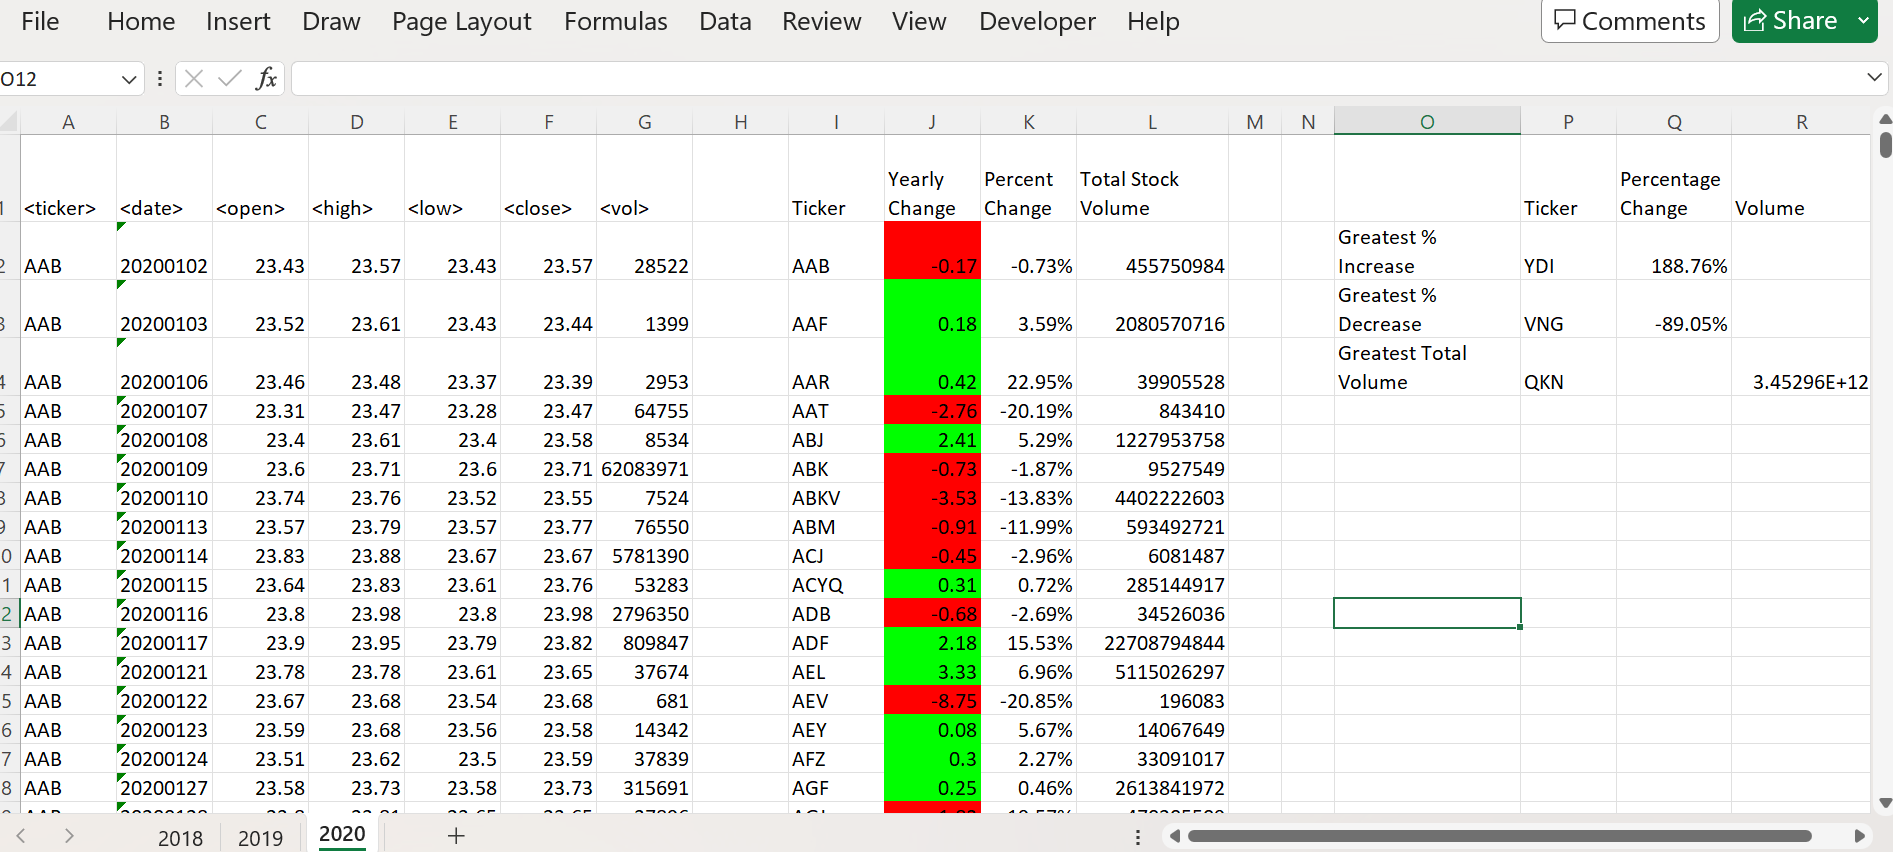 File Home Insert Draw Page Layout Formulas Data Review View Developer Help Comments Share
O12 fx
A B C D E F G H I J K L M N O P Q R
Yearly Percent Total Stock Percentage
1 <ticker> <date> <open> <high> <low> <close> <vol> Ticker Change Change Volume Ticker Change Volume
Greatest %
2 AAB 20200102 23.43 23.57 23.43 23.57 28522 AAB -0.17 -0.73% 455750984 Increase YDI 188.76%
Greatest %
3 AAB 20200103 23.52 23.61 23.43 23.44 1399 AAF 0.18 3.59% 2080570716 Decrease VNG -89.05%
Greatest Total
4 AAB 20200106 23.46 23.48 23.37 23.39 2953 AAR 0.42 22.95% 39905528 Volume QKN 3.45296E+12
5 AAB 20200107 23.31 23.47 23.28 23.47 64755 AAT -2.76 -20.19% 843410
6 AAB 20200108 23.4 23.61 23.4 23.58 8534 ABJ 2.41 5.29% 1227953758
7 AAB 20200109 23.6 23.71 23.6 23.71 62083971 ABK -0.73 -1.87% 9527549
8 AAB 20200110 23.74 23.76 23.52 23.55 7524 ABKV -3.53 -13.83% 4402222603
9 AAB 20200113 23.57 23.79 23.57 23.77 76550 ABM -0.91 -11.99% 593492721
0 AAB 20200114 23.83 23.88 23.67 23.67 5781390 ACJ -0.45 -2.96% 6081487
1 AAB 20200115 23.64 23.83 23.61 23.76 53283 ACYQ 0.31 0.72% 285144917
2 AAB 20200116 23.8 23.98 23.8 23.98 2796350 ADB -0.68 -2.69% 34526036
3 AAB 20200117 23.9 23.95 23.79 23.82 809847 ADF 2.18 15.53% 22708794844
4 AAB 20200121 23.78 23.78 23.61 23.65 37674 AEL 3.33 6.96% 5115026297
5 AAB 20200122 23.67 23.68 23.54 23.68 681 AEV -8.75 -20.85% 196083
6 AAB 20200123 23.59 23.68 23.56 23.58 14342 AEY 0.08 5.67% 14067649
7 AAB 20200124 23.51 23.62 23.5 23.59 37839 AFZ 0.3 2.27% 33091017
8 AAB 20200127 23.58 23.73 23.58 23.73 315691 AGF 0.25 0.46% 2613841972
2018 2019 2020